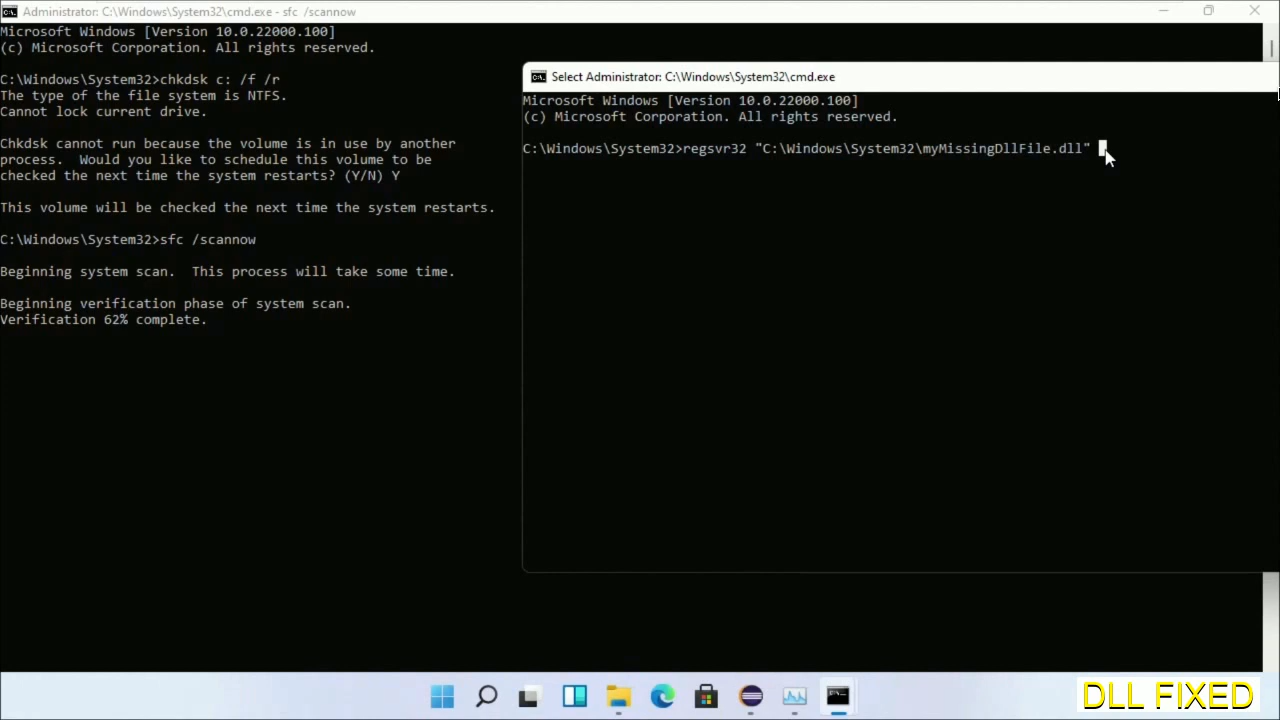 Administrator: C:\Windows\System32\cmd.exe - sfc /scannow
Microsoft Windows [Version 10.0.22000.100]
(c) Microsoft Corporation. All rights reserved.
C:\Windows\System32>chkdsk c: /f /r
The type of the file system is NTFS.
Cannot lock current drive.
Chkdsk cannot run because the volume is in use by another
process.  Would you like to schedule this volume to be
checked the next time the system restarts? (Y/N) Y
This volume will be checked the next time the system restarts.
C:\Windows\System32>sfc /scannow
Beginning system scan.  This process will take some time.
Beginning verification phase of system scan.
Verification 62% complete.
Select Administrator: C:\Windows\System32\cmd.exe
Microsoft Windows [Version 10.0.22000.100]
(c) Microsoft Corporation. All rights reserved.
C:\Windows\System32>regsvr32 "C:\Windows\System32\myMissingDllFile.dll"
DLL FIXED